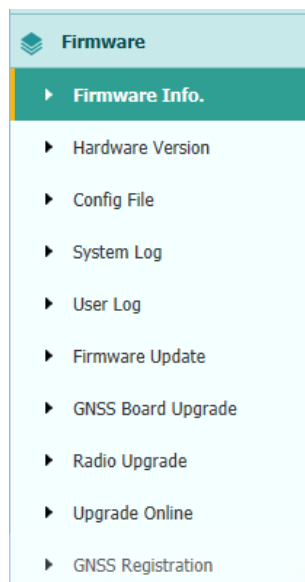 Firmware
Firmware Info.
Hardware Version
Config File
System Log
User Log
Firmware Update
GNSS Board Upgrade
Radio Upgrade
Upgrade Online
GNSS Registration